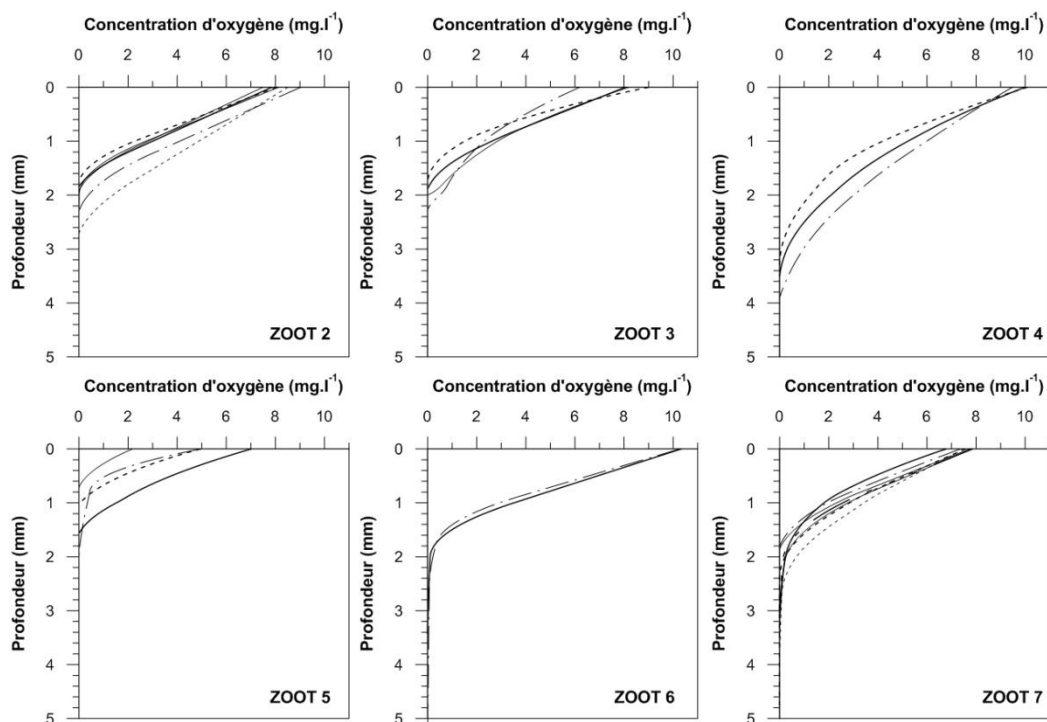 Concentration d'oxygène (mg.l-1) Concentration d'oxygène (mg.l-1) Concentration d'oxygène (mg.l-1)
0 2 4 6 8 10 0 2 4 6 8 10 0 2 4 6 8 10
0 0 0
1 1 1
Profondeur (mm) Profondeur (mm) Profondeur (mm)
2 2 2
3 3 3
4 4 4
ZOOT 2 ZOOT 3 ZOOT 4
5 5 5
Concentration d'oxygène (mg.l-1) Concentration d'oxygène (mg.l-1) Concentration d'oxygène (mg.l-1)
0 2 4 6 8 10 0 2 4 6 8 10 0 2 4 6 8 10
0 0 0
1 1 1
Profondeur (mm) Profondeur (mm) Profondeur (mm)
2 2 2
3 3 3
4 4 4
ZOOT 5 ZOOT 6 ZOOT 7
5 5 5